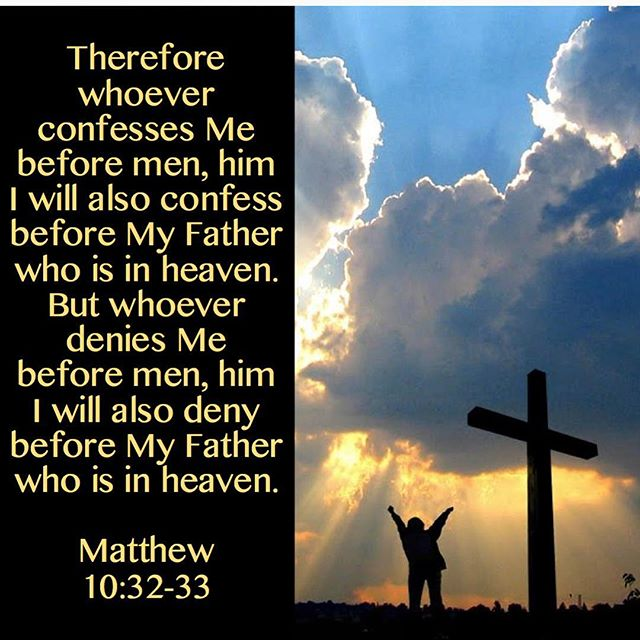 Therefore
whoever
confesses Me
before men, him
I will also confess
before My Father
who is in heaven.
But whoever
denies Me
before men, him
I will also deny
before My Father
who is in heaven.
Matthew
10:32-33